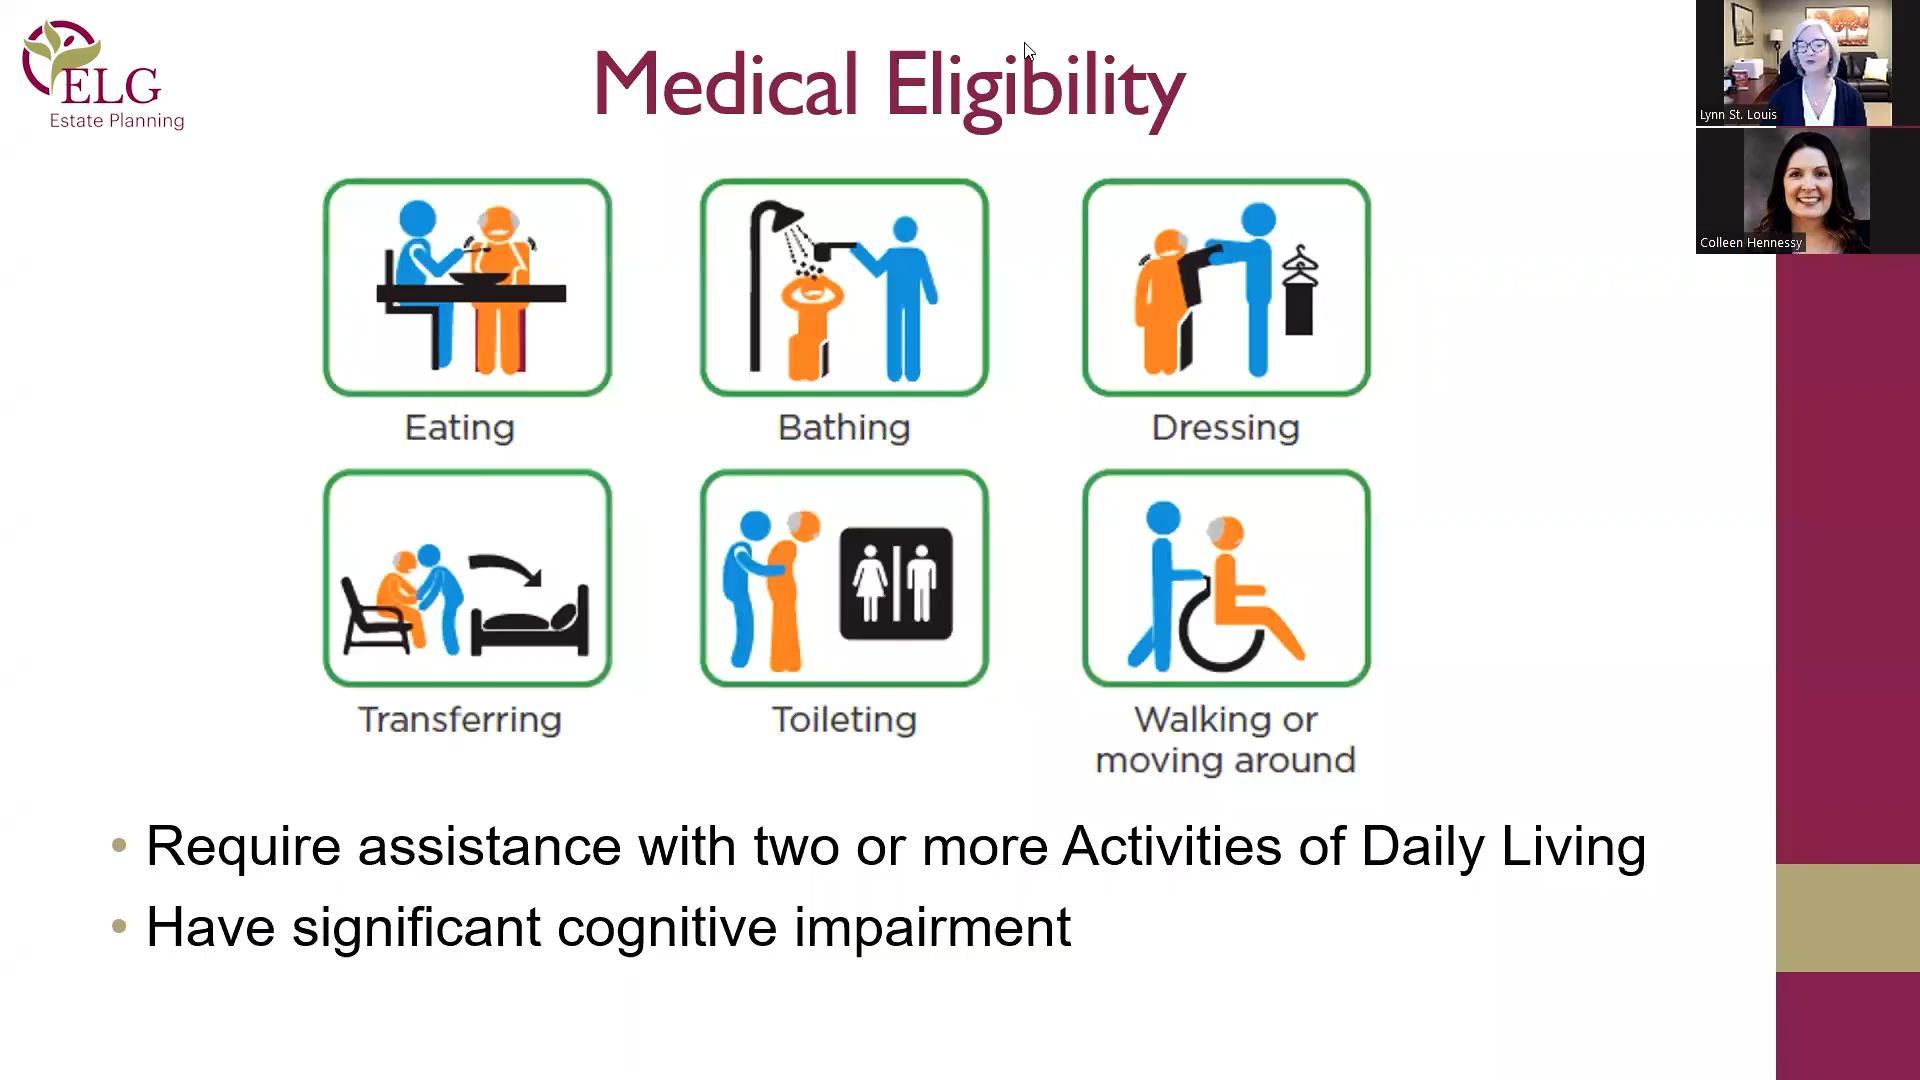 ELG
Estate Planning
Medical Eligibility
Lynn St. Louis
Colleen Hennessy
Eating
Bathing
Dressing
Transferring
Toileting
Walking or
moving around
• Require assistance with two or more Activities of Daily Living
• Have significant cognitive impairment